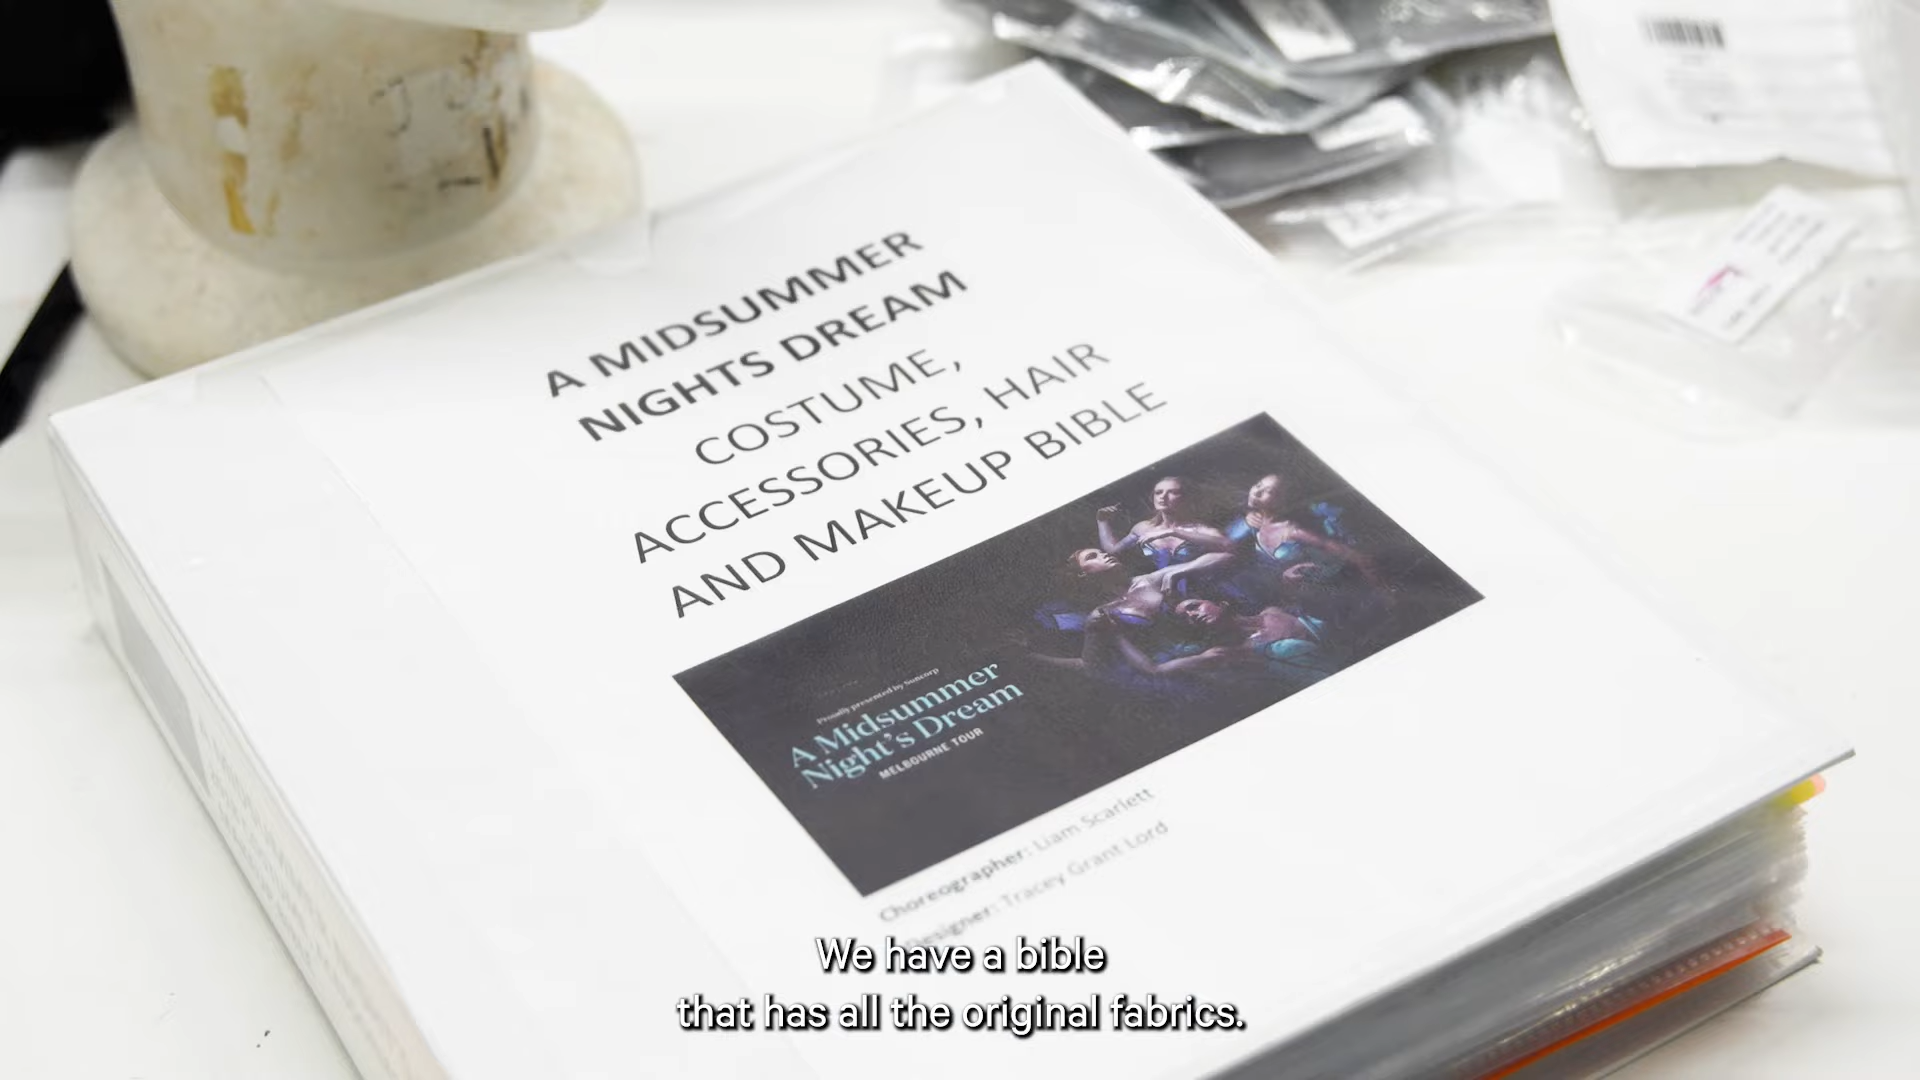 A MIDSUMMER
NIGHTS DREAM
COSTUME,
ACCESSORIES, HAIR
AND MAKEUP BIBLE
Proudly presented by Suncorp
A Midsummer
Night's Dream
MELBOURNE TOUR
Choreographer: Liam Scarlett
Designer: Tracey Grant Lord
We have a bible
that has all the original fabrics.